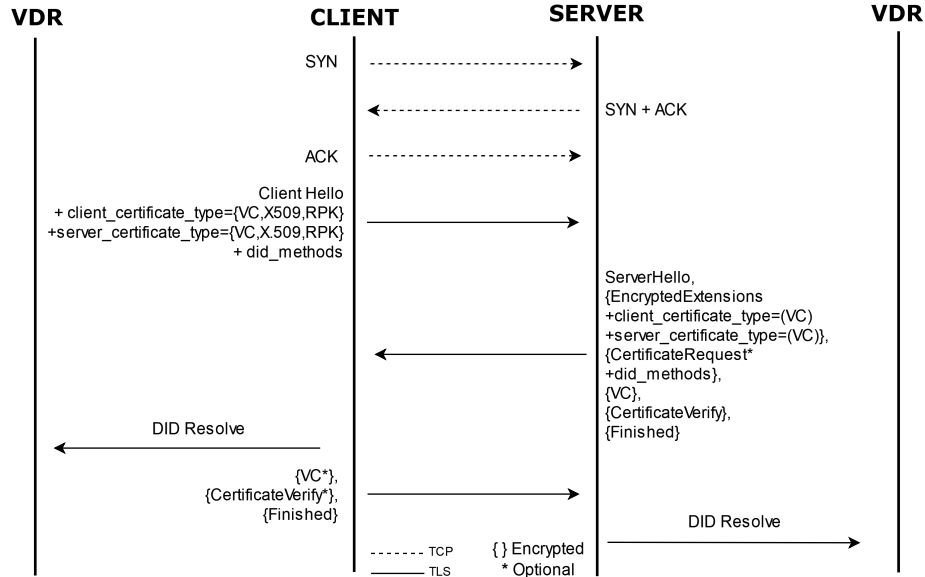 VDR
CLIENT
SERVER
VDR
SYN
SYN + ACK
ACK
Client Hello
+ client_certificate_type={VC,X509,RPK}
+server_certificate_type={VC,X.509,RPK}
+ did_methods
ServerHello,
{EncryptedExtensions
+client_certificate_type=(VC)
+server_certificate_type=(VC)},
{CertificateRequest*
+did_methods},
{VC},
{CertificateVerify},
{Finished}
DID Resolve
{VC*},
{CertificateVerify*},
{Finished}
DID Resolve
TCP
{ } Encrypted
TLS
* Optional